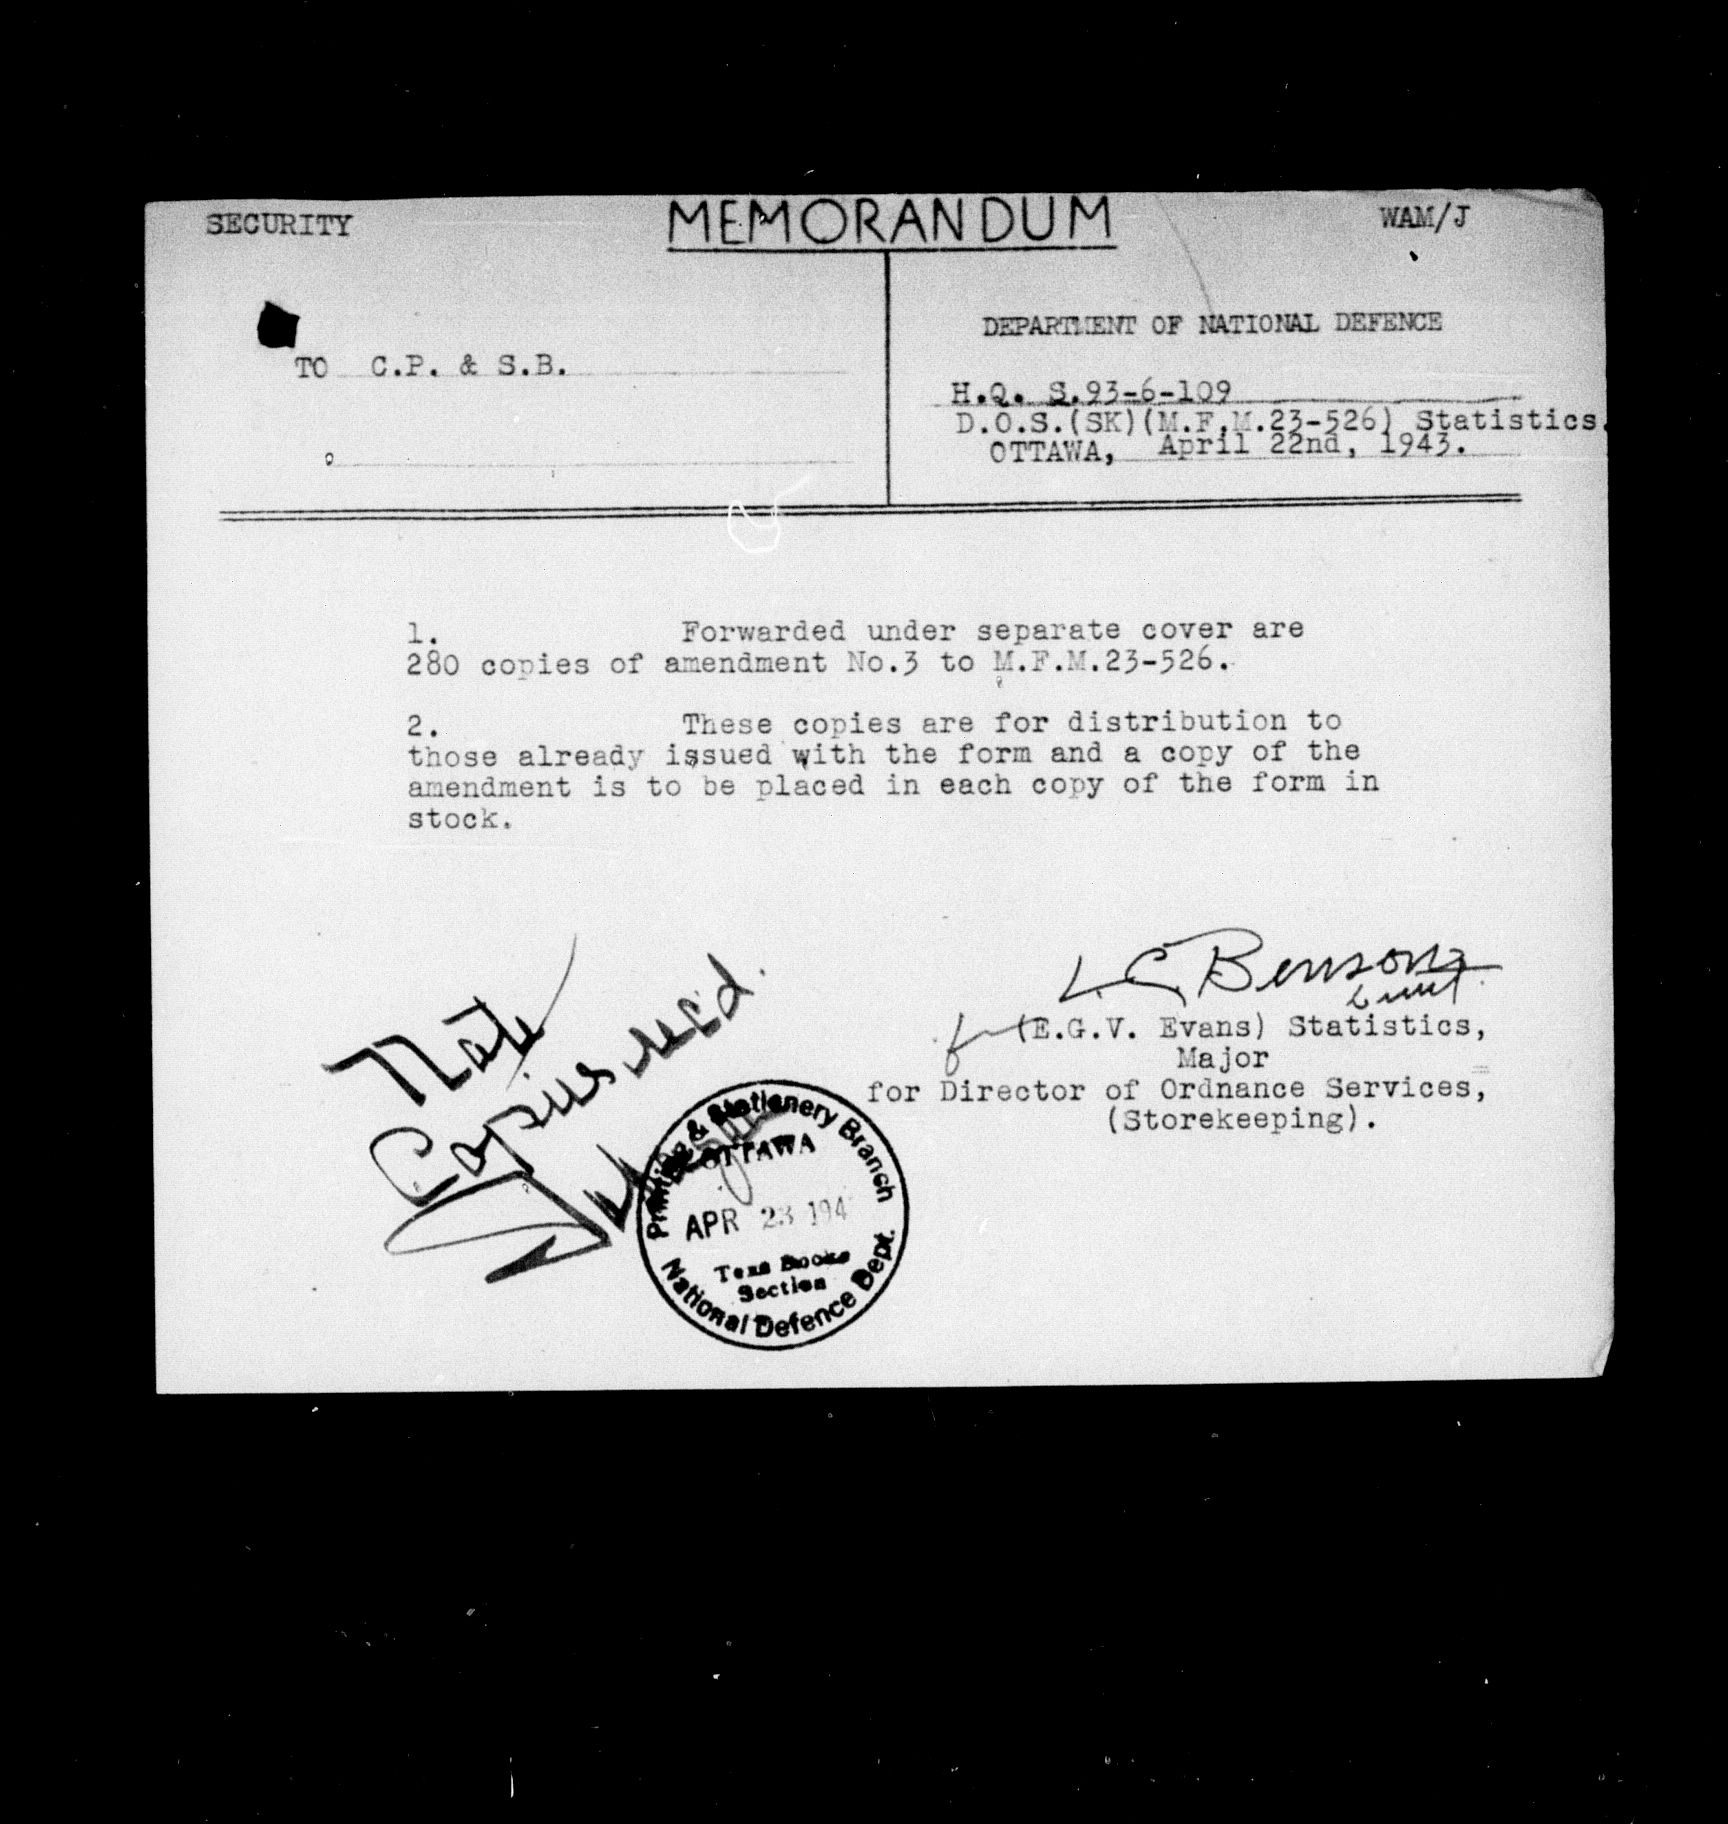 SECURITY
MEMORANDUM
WAM/J
TO C.P. & S.B.
DEPARTMENT OF NATIONAL DEFENCE
H.Q. S.93-6-109
D.O.S.(SK)(M.F.M.23-526) Statistics.
OTTAWA, April 22nd, 1943.
1. Forwarded under separate cover are
280 copies of amendment No.3 to M.F.M.23-526.
2. These copies are for distribution to
those already issued with the form and a copy of the
amendment is to be placed in each copy of the form in
stock.
L.C. Benson
for (E.G.V. Evans) Statistics,
Major
for Director of Ordnance Services,
(Storekeeping).
Note
Copies rec'd.
Printing & Stationery Branch
OTTAWA
APR 23 194
Books
Section
National Defence Dept.